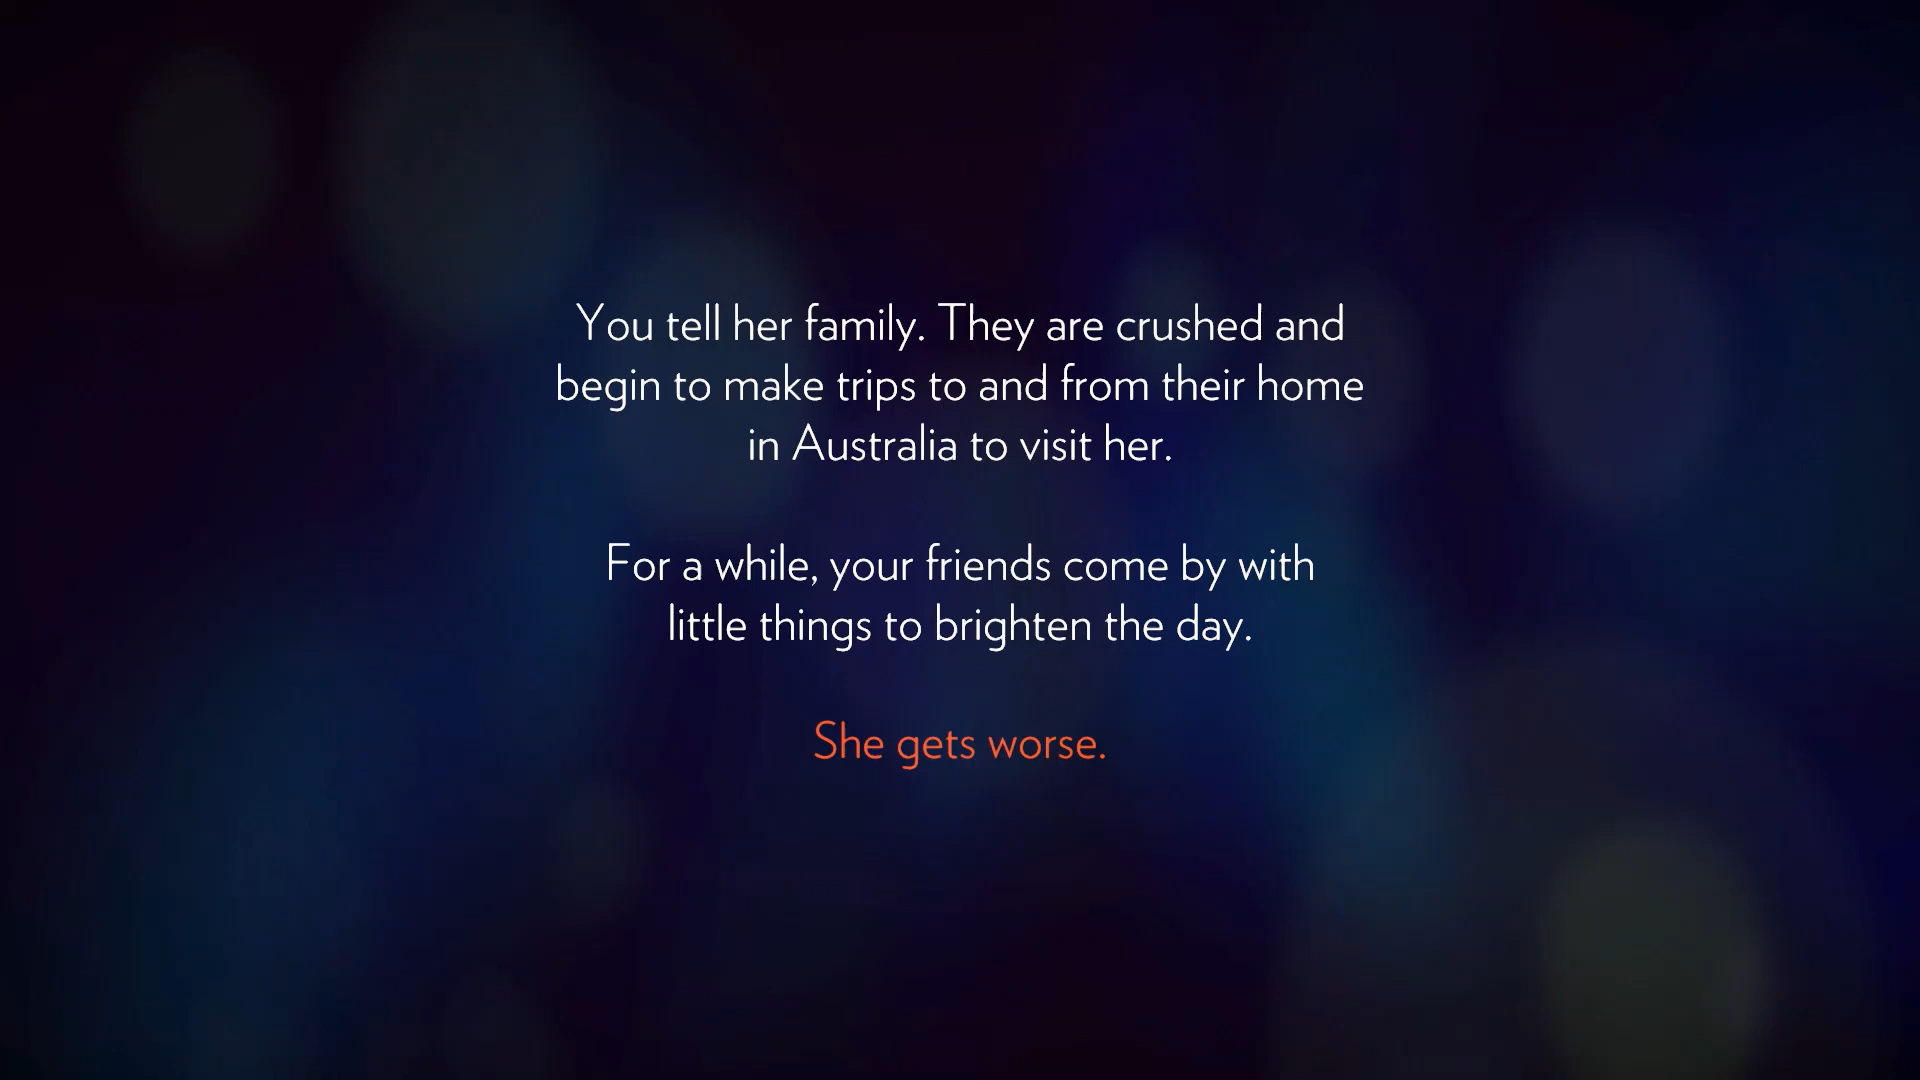 You tell her family. They are crushed and
begin to make trips to and from their home
in Australia to visit her.
For a while, your friends come by with
little things to brighten the day.
She gets worse.